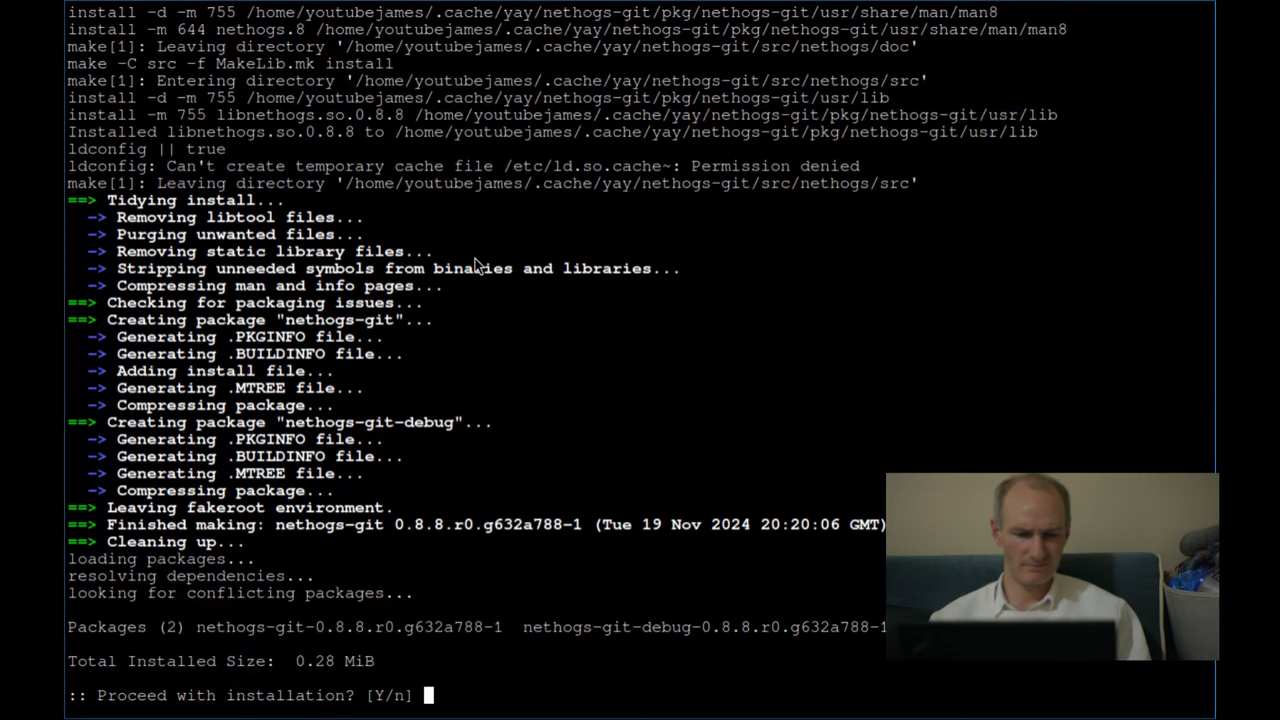 install -d -m 755 /home/youtubejames/.cache/yay/nethogs-git/pkg/nethogs-git/usr/share/man/man8
install -m 644 nethogs.8 /home/youtubejames/.cache/yay/nethogs-git/pkg/nethogs-git/usr/share/man/man8
make[1]: Leaving directory '/home/youtubejames/.cache/yay/nethogs-git/src/nethogs/doc'
make -C src -f MakeLib.mk install
make[1]: Entering directory '/home/youtubejames/.cache/yay/nethogs-git/src/nethogs/src'
install -d -m 755 /home/youtubejames/.cache/yay/nethogs-git/pkg/nethogs-git/usr/lib
install -m 755 libnethogs.so.0.8.8 /home/youtubejames/.cache/yay/nethogs-git/pkg/nethogs-git/usr/lib
Installed libnethogs.so.0.8.8 to /home/youtubejames/.cache/yay/nethogs-git/pkg/nethogs-git/usr/lib
ldconfig || true
ldconfig: Can't create temporary cache file /etc/ld.so.cache~: Permission denied
make[1]: Leaving directory '/home/youtubejames/.cache/yay/nethogs-git/src/nethogs/src'
==> Tidying install...
  -> Removing libtool files...
  -> Purging unwanted files...
  -> Removing static library files...
  -> Stripping unneeded symbols from binaries and libraries...
  -> Compressing man and info pages...
==> Checking for packaging issues...
==> Creating package "nethogs-git"...
  -> Generating .PKGINFO file...
  -> Generating .BUILDINFO file...
  -> Adding install file...
  -> Generating .MTREE file...
  -> Compressing package...
==> Creating package "nethogs-git-debug"...
  -> Generating .PKGINFO file...
  -> Generating .BUILDINFO file...
  -> Generating .MTREE file...
  -> Compressing package...
==> Leaving fakeroot environment.
==> Finished making: nethogs-git 0.8.8.r0.g632a788-1 (Tue 19 Nov 2024 20:20:06 GMT)
==> Cleaning up...
loading packages...
resolving dependencies...
looking for conflicting packages...
Packages (2) nethogs-git-0.8.8.r0.g632a788-1  nethogs-git-debug-0.8.8.r0.g632a788-1
Total Installed Size:  0.28 MiB
:: Proceed with installation? [Y/n]